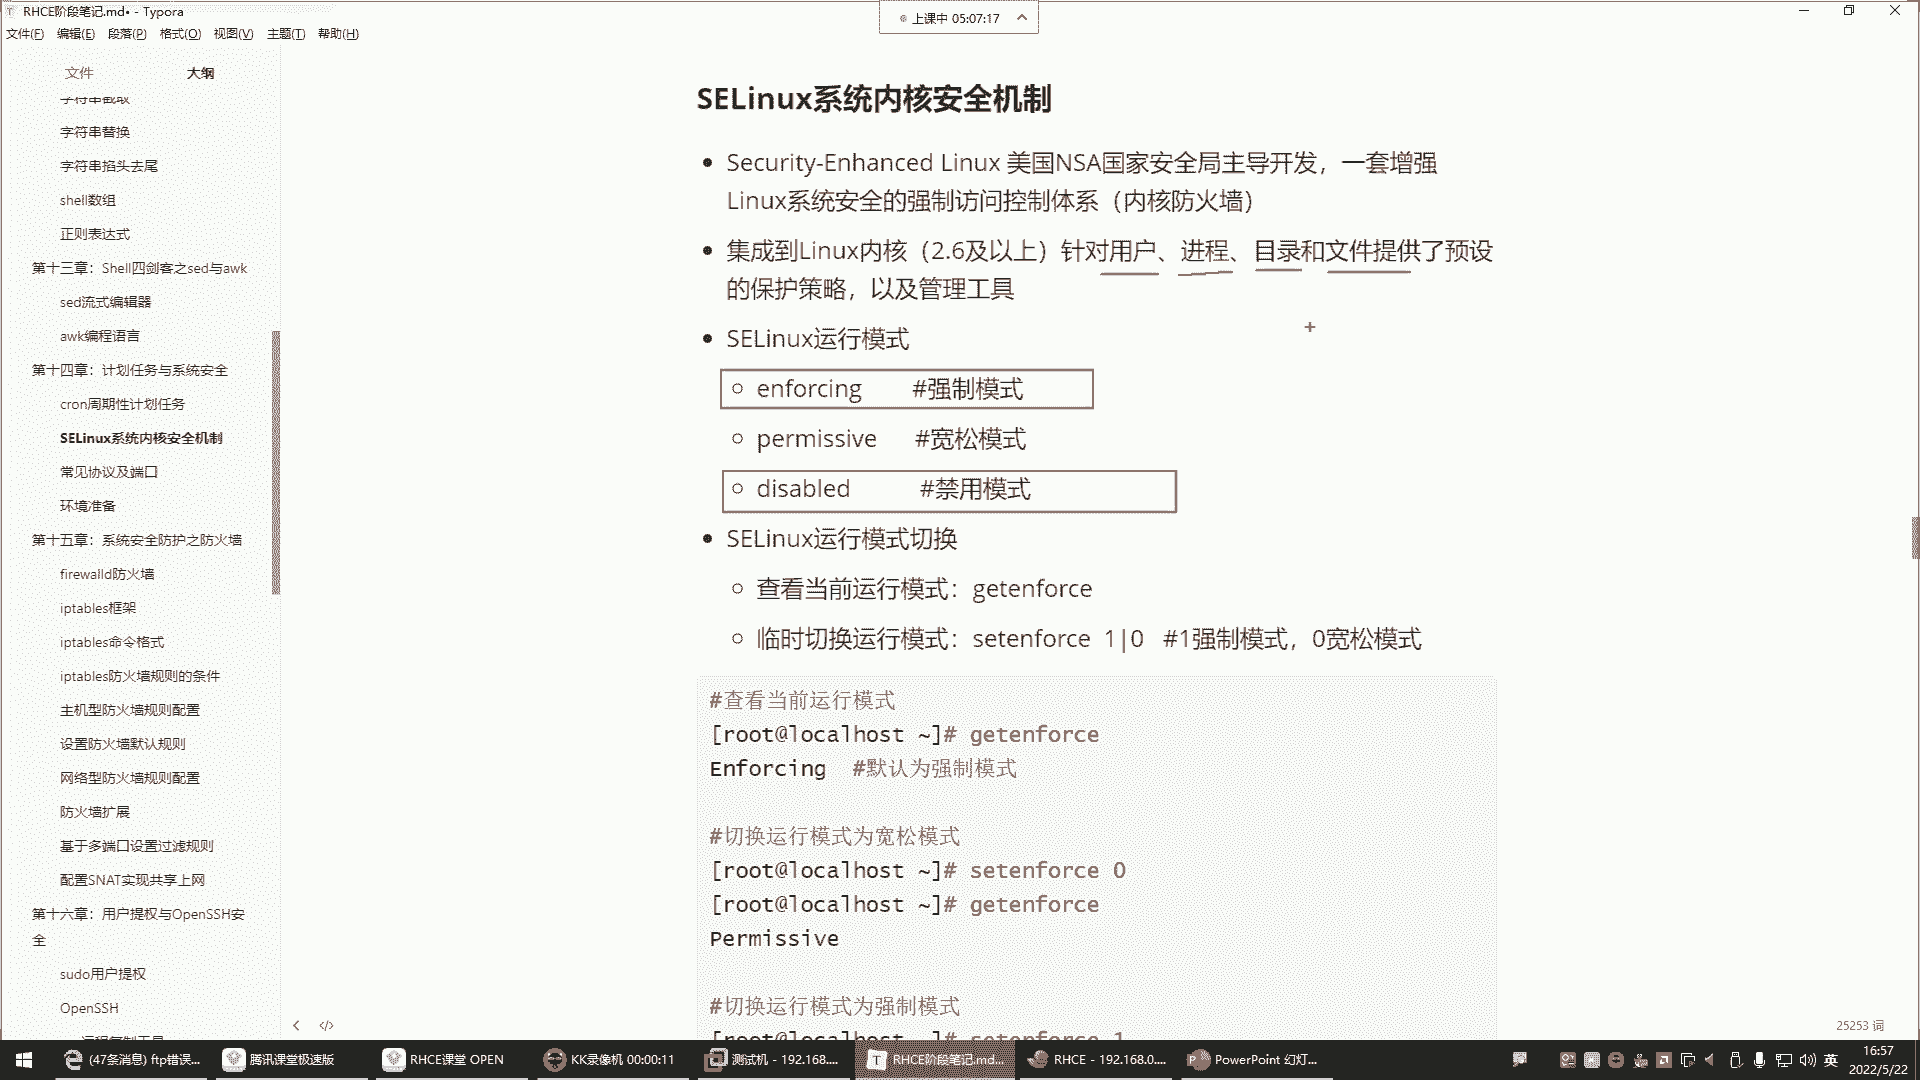 RHCE阶段笔记.md• - Typora
上课中 05:07:17
文件(F) 编辑(E) 段落(P) 格式(O) 视图(V) 主题(T) 帮助(H)
文件 大纲
字符串截取
字符串替换
字符串掐头去尾
shell数组
正则表达式
第十三章：Shell四剑客之sed与awk
sed流式编辑器
awk编程语言
第十四章：计划任务与系统安全
cron周期性计划任务
SELinux系统内核安全机制
常见协议及端口
环境准备
第十五章：系统安全防护之防火墙
firewalld防火墙
iptables框架
iptables命令格式
iptables防火墙规则的条件
主机型防火墙规则配置
设置防火墙默认规则
网络型防火墙规则配置
防火墙扩展
基于多端口设置过滤规则
配置SNAT实现共享上网
第十六章：用户提权与OpenSSH安
全
sudo用户提权
OpenSSH
SELinux系统内核安全机制
Security-Enhanced Linux 美国NSA国家安全局主导开发，一套增强
Linux系统安全的强制访问控制体系（内核防火墙）
集成到Linux内核（2.6及以上）针对用户、进程、目录和文件提供了预设
的保护策略，以及管理工具
SELinux运行模式
enforcing #强制模式
permissive #宽松模式
disabled #禁用模式
SELinux运行模式切换
查看当前运行模式：getenforce
临时切换运行模式：setenforce 1|0 #1强制模式，0宽松模式
#查看当前运行模式
[root@localhost ~]# getenforce
Enforcing #默认为强制模式
#切换运行模式为宽松模式
[root@localhost ~]# setenforce 0
[root@localhost ~]# getenforce
Permissive
#切换运行模式为强制模式
[root@localhost ~]# setenforce 1
25253 词
(47条消息) ftp错误... 腾讯课堂极速版 RHCE课堂 OPEN KK录像机 00:00:11 测试机 - 192.168.... RHCE阶段笔记.md... RHCE - 192.168.0.... PowerPoint 幻灯... 英 16:57
2022/5/22